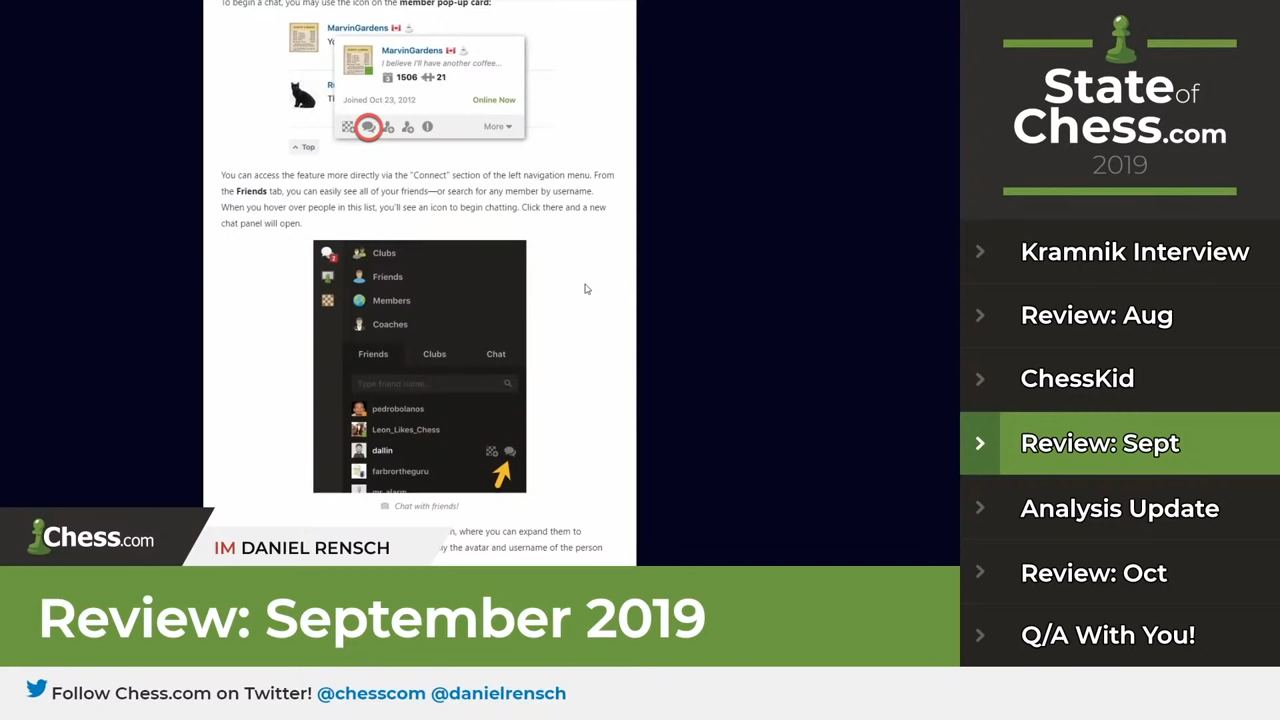 To begin a chat, you may use the icon on the member pop-up card:
MarvinGardens
MarvinGardens
I believe I'll have another coffee...
1506 21
Joined Oct 23, 2012 Online Now
More
Top
You can access the feature more directly via the "Connect" section of the left navigation menu. From
the Friends tab, you can easily see all of your friends—or search for any member by username.
When you hover over people in this list, you'll see an icon to begin chatting. Click there and a new
chat panel will open.
2
Clubs
Friends
Members
Coaches
Friends Clubs Chat
Type friend name...
pedrobolanos
Leon_Likes_Chess
dallin
farbrortheguru
Chat with friends!
where you can expand them to
the avatar and username of the person
Chess.com
IM DANIEL RENSCH
Review: September 2019
Follow Chess.com on Twitter! @chesscom @danielrensch
State of
Chess.com
2019
Kramnik Interview
Review: Aug
ChessKid
Review: Sept
Analysis Update
Review: Oct
Q/A With You!